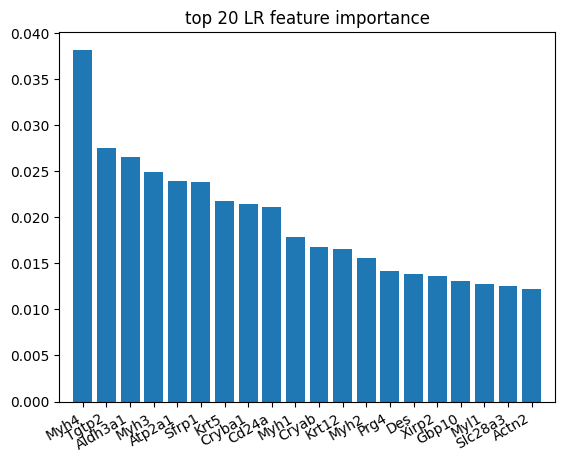 top 20 LR feature importance
0.040
0.035
0.030
0.025
0.020
0.015
0.010
0.005
0.000
Myh4
Tgtp2
Aldh3a1
Myh3
Atp2a1
Sfrp1
Krt5
Cryba1
Cd24a
Myh1
Cryab
Krt12
Myh2
Prg4
Des
Xirp2
Gbp10
Myl1
Slc28a3
Actn2